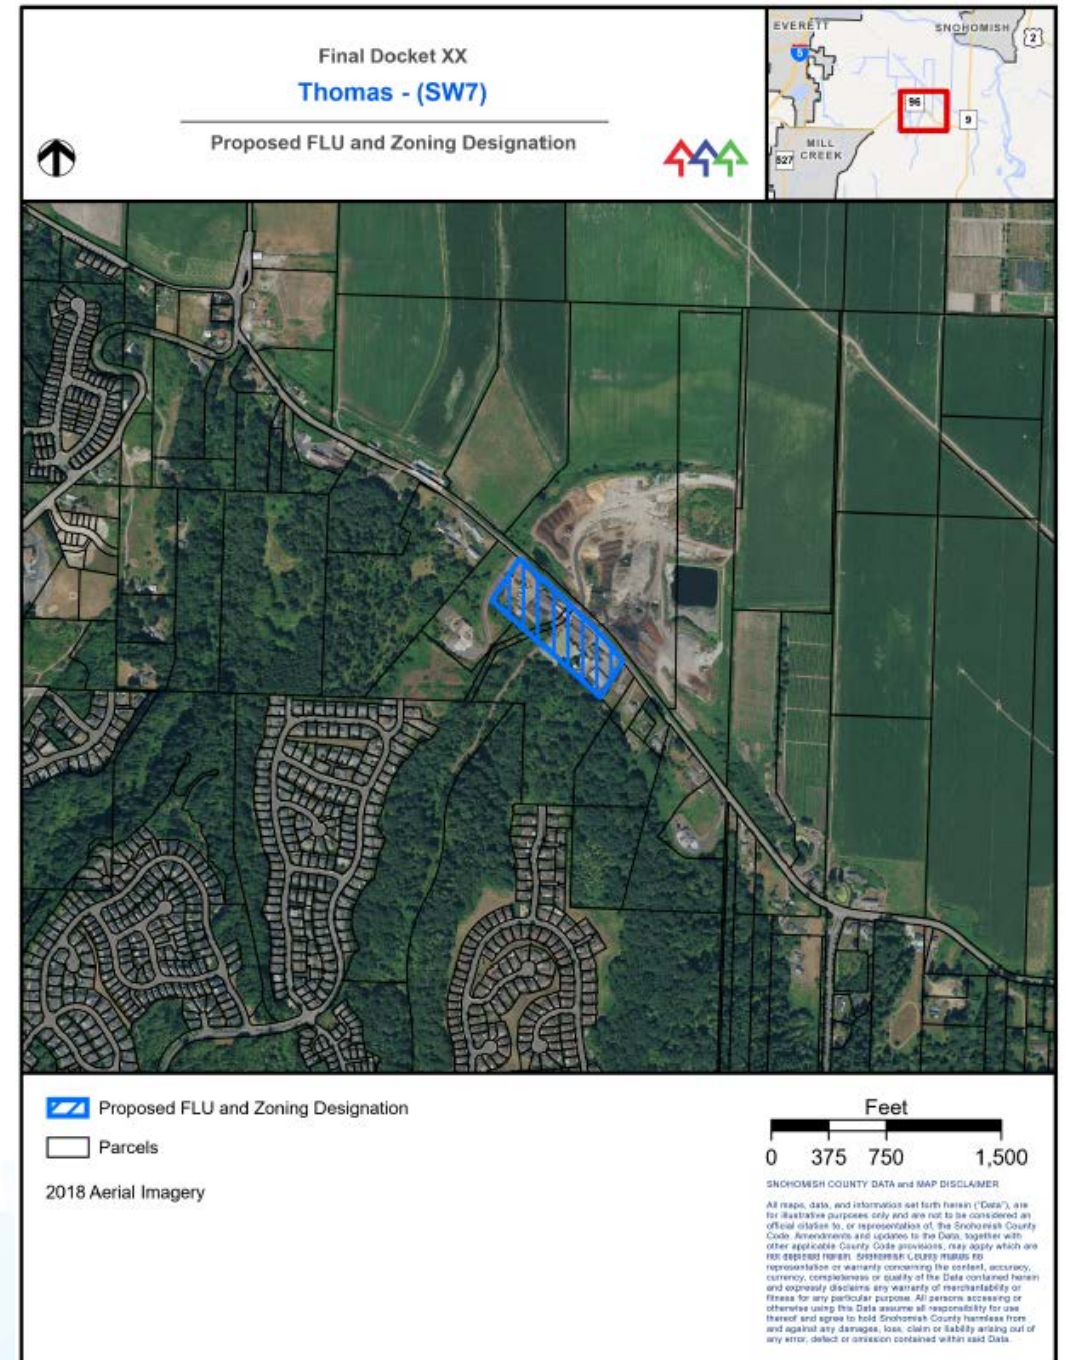 Final Docket XX
Thomas - (SW7)
Proposed FLU and Zoning Designation
EVERETT
SNOHOMISH
2
5
96
9
MILL
CREEK
527
Proposed FLU and Zoning Designation
Parcels
2018 Aerial Imagery
Feet
0 375 750 1,500
SNOHOMISH COUNTY DATA and MAP DISCLAIMER
All maps, data, and information set forth herein ("Data"), are
for illustrative purposes only and are not to be considered an
official citation to, or representation of, the Snohomish County
Code. Amendments and updates to the Data, together with
other applicable County Code provisions, may apply which are
not depicted herein. Snohomish County makes no
representation or warranty concerning the content, accuracy,
currency, completeness or quality of the Data contained herein
and expressly disclaims any warranty of merchantability or
fitness for any particular purpose. All persons accessing or
otherwise using this Data assume all responsibility for use
thereof and agree to hold Snohomish County harmless from
and against any damages, loss, claim or liability arising out of
any error, defect or omission contained within said Data.